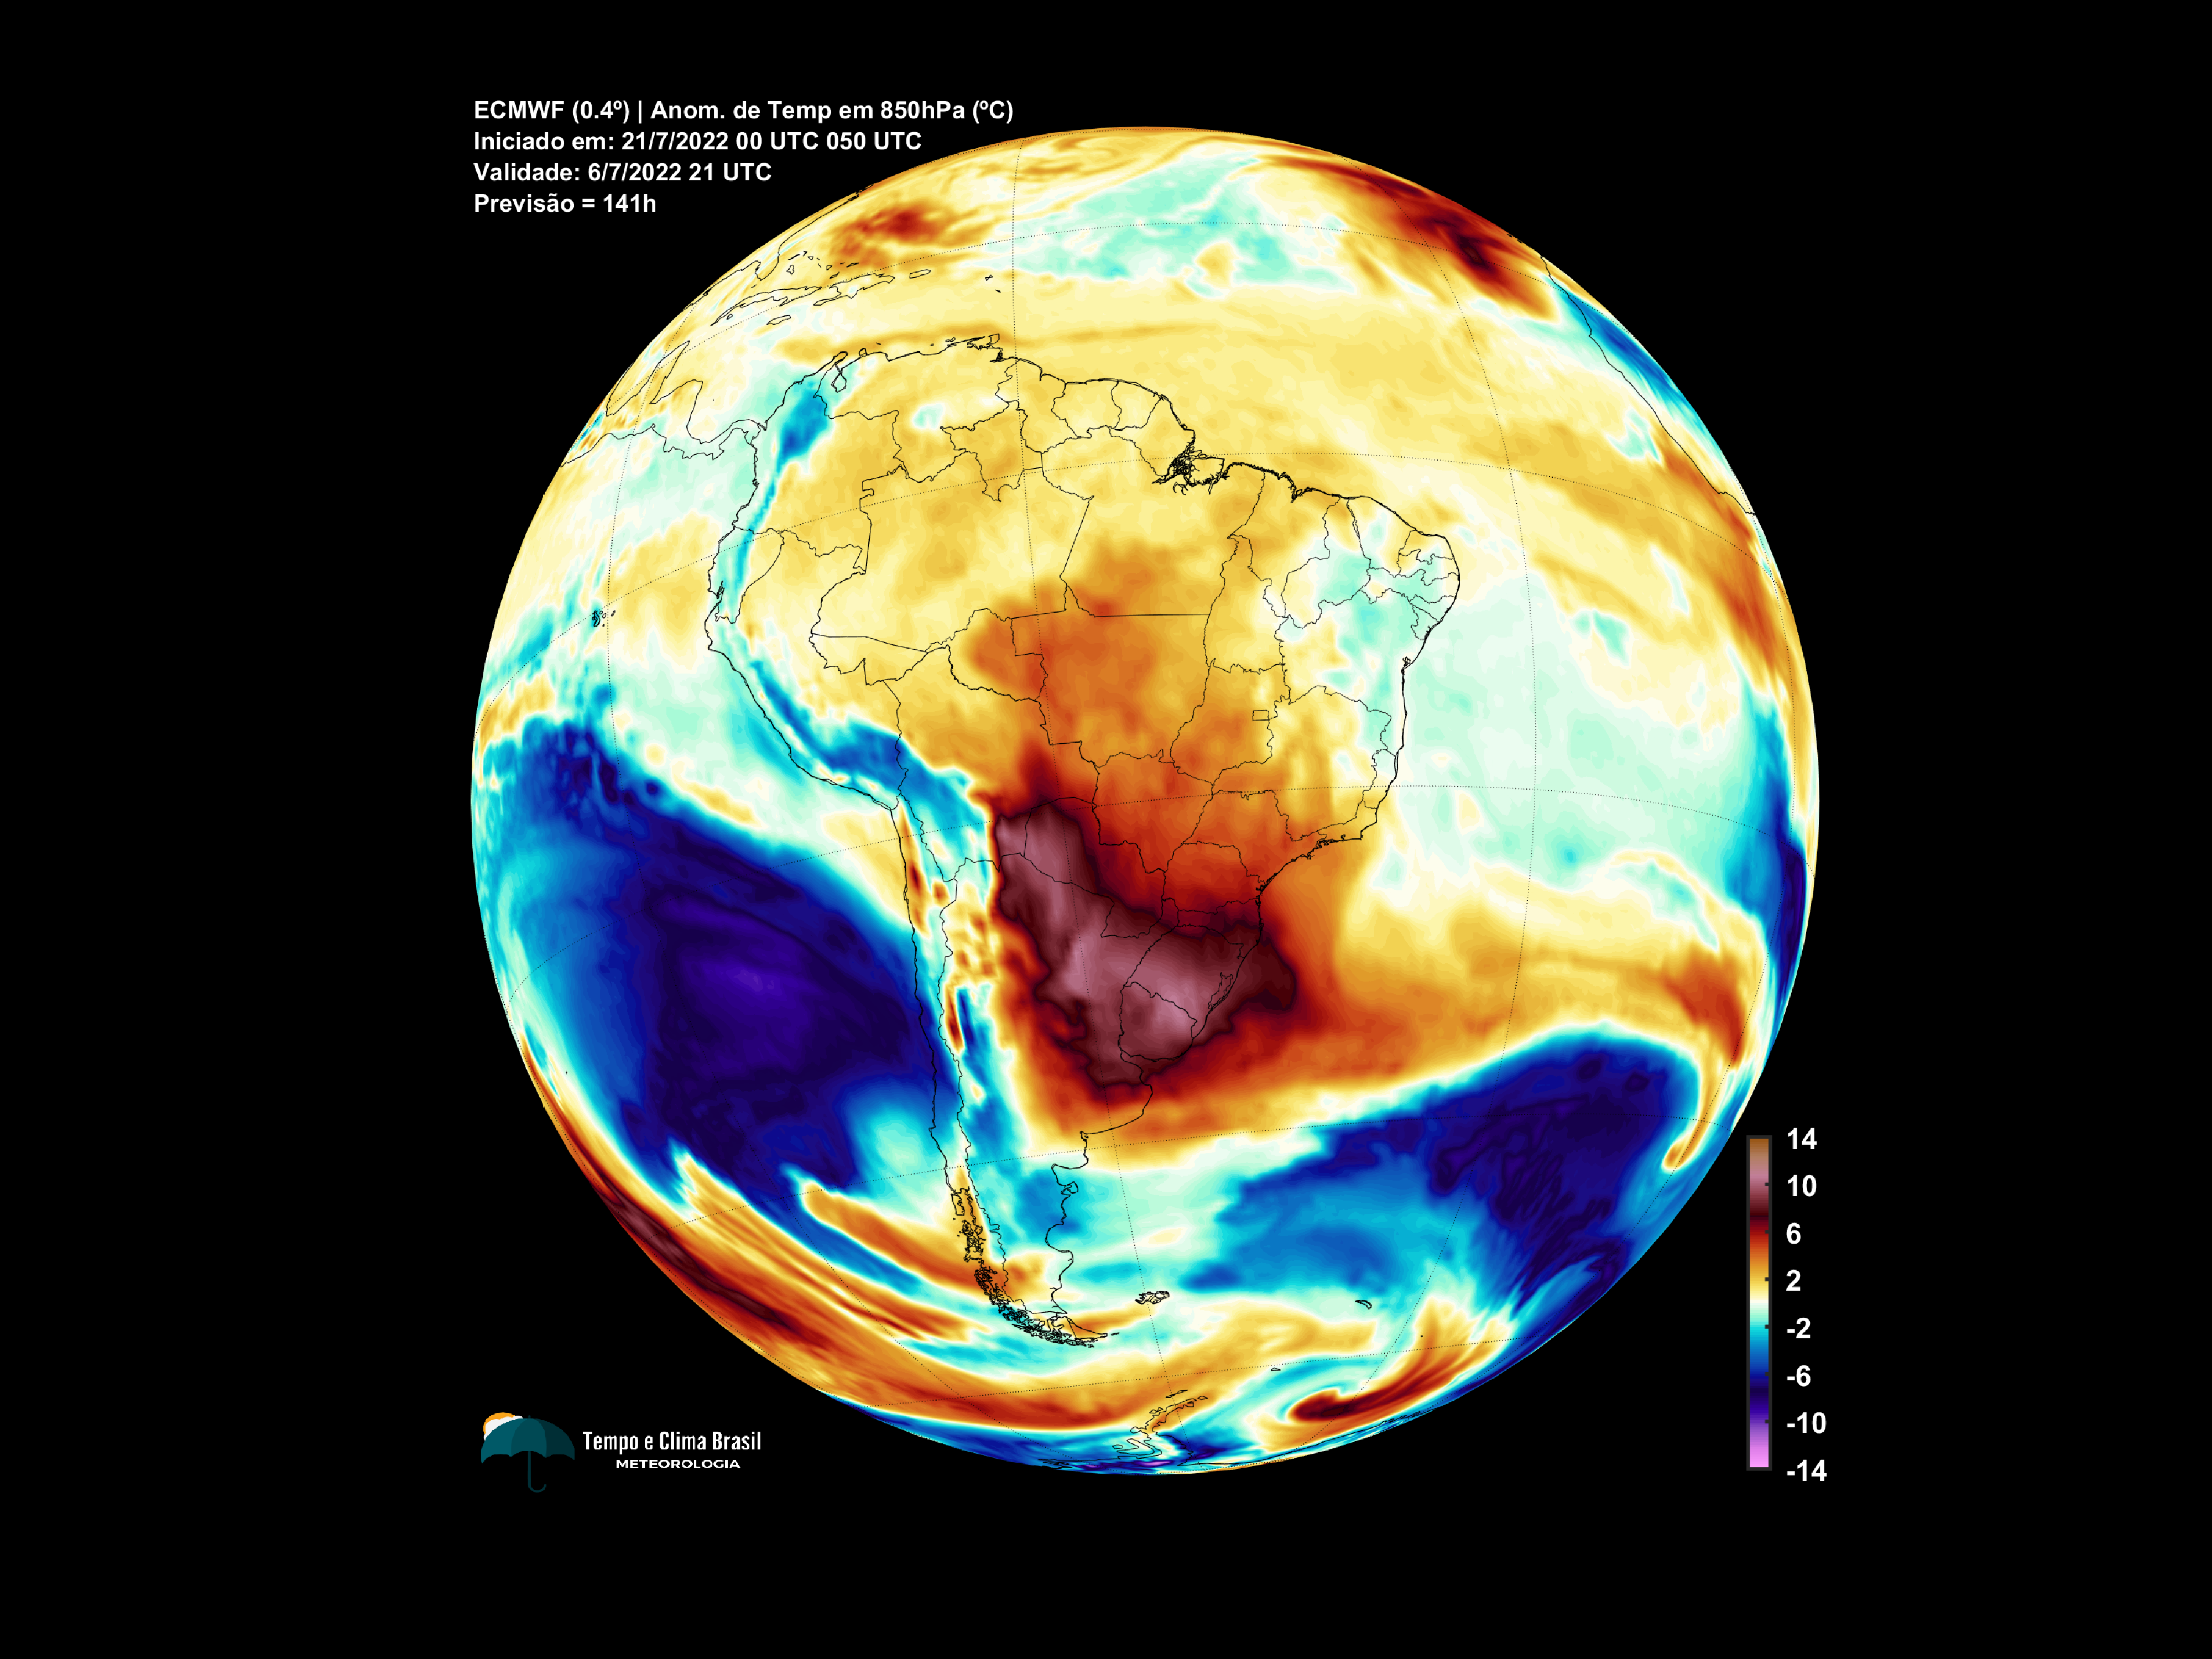 ECMWF (0.4º) | Anom. de Temp em 850hPa (ºC)
Iniciado em: 21/7/2022 00 UTC 050 UTC
Validade: 6/7/2022 21 UTC
Previsão = 141h
14
10
6
2
-2
-6
-10
-14
Tempo e Clima Brasil
METEOROLOGIA